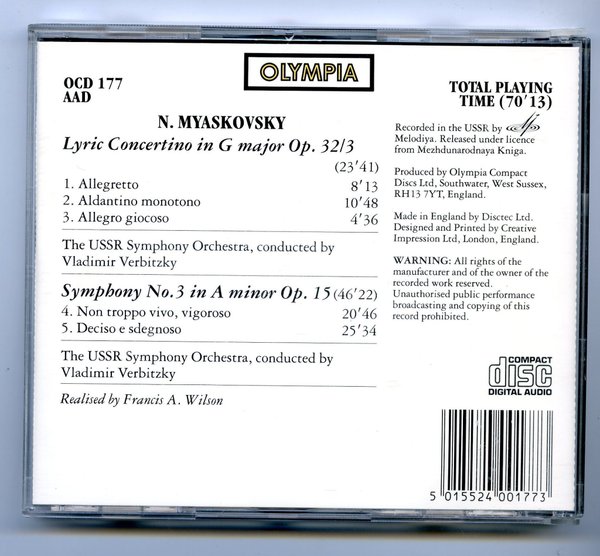 OLYMPIA
OCD 177
AAD
N. MYASKOVSKY
Lyric Concertino in G major Op. 32/3
(23'41)
1. Allegretto 8'13
2. Aldantino monotono 10'48
3. Allegro giocoso 4'36
The USSR Symphony Orchestra, conducted by
Vladimir Verbitzky
Symphony No.3 in A minor Op. 15 (46'22)
4. Non troppo vivo, vigoroso 20'46
5. Deciso e sdegnoso 25'34
The USSR Symphony Orchestra, conducted by
Vladimir Verbitzky
Realised by Francis A. Wilson
TOTAL PLAYING
TIME (70'13)
Recorded in the USSR by
Melodiya. Released under licence
from Mezhdunarodnaya Kniga.
Produced by Olympia Compact
Discs Ltd, Southwater, West Sussex,
RH13 7YT, England.
Made in England by Disctec Ltd.
Designed and Printed by Creative
Impression Ltd, London, England.
WARNING: All rights of the
manufacturer and of the owner of the
recorded work reserved.
Unauthorised public performance
broadcasting and copying of this
record prohibited.
COMPACT
disc
DIGITAL AUDIO
5 015524 001773